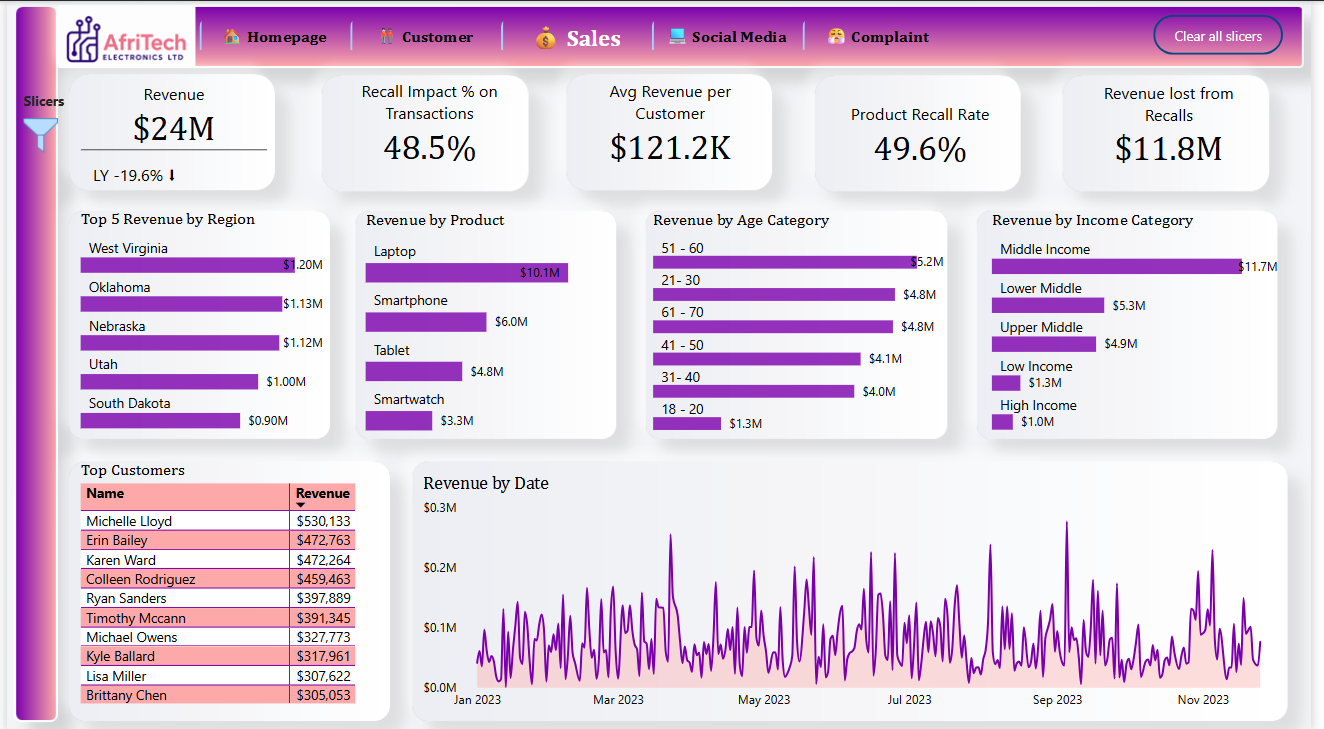 AfriTech
ELECTRONICS LTD
Homepage
Customer
Sales
Social Media
Complaint
Clear all slicers
Slicers
Revenue
$24M
LY -19.6% ⬇
Recall Impact % on
Transactions
48.5%
Avg Revenue per
Customer
$121.2K
Product Recall Rate
49.6%
Revenue lost from
Recalls
$11.8M
Top 5 Revenue by Region
West Virginia
$1.20M
Oklahoma
$1.13M
Nebraska
$1.12M
Utah
$1.00M
South Dakota
$0.90M
Revenue by Product
Laptop
$10.1M
Smartphone
$6.0M
Tablet
$4.8M
Smartwatch
$3.3M
Revenue by Age Category
51 - 60
$5.2M
21- 30
$4.8M
61 - 70
$4.8M
41 - 50
$4.1M
31- 40
$4.0M
18 - 20
$1.3M
Revenue by Income Category
Middle Income
$11.7M
Lower Middle
$5.3M
Upper Middle
$4.9M
Low Income
$1.3M
High Income
$1.0M
Top Customers
Name Revenue
Michelle Lloyd $530,133
Erin Bailey $472,763
Karen Ward $472,264
Colleen Rodriguez $459,463
Ryan Sanders $397,889
Timothy Mccann $391,345
Michael Owens $327,773
Kyle Ballard $317,961
Lisa Miller $307,622
Brittany Chen $305,053
Revenue by Date
$0.3M
$0.2M
$0.1M
$0.0M
Jan 2023 Mar 2023 May 2023 Jul 2023 Sep 2023 Nov 2023